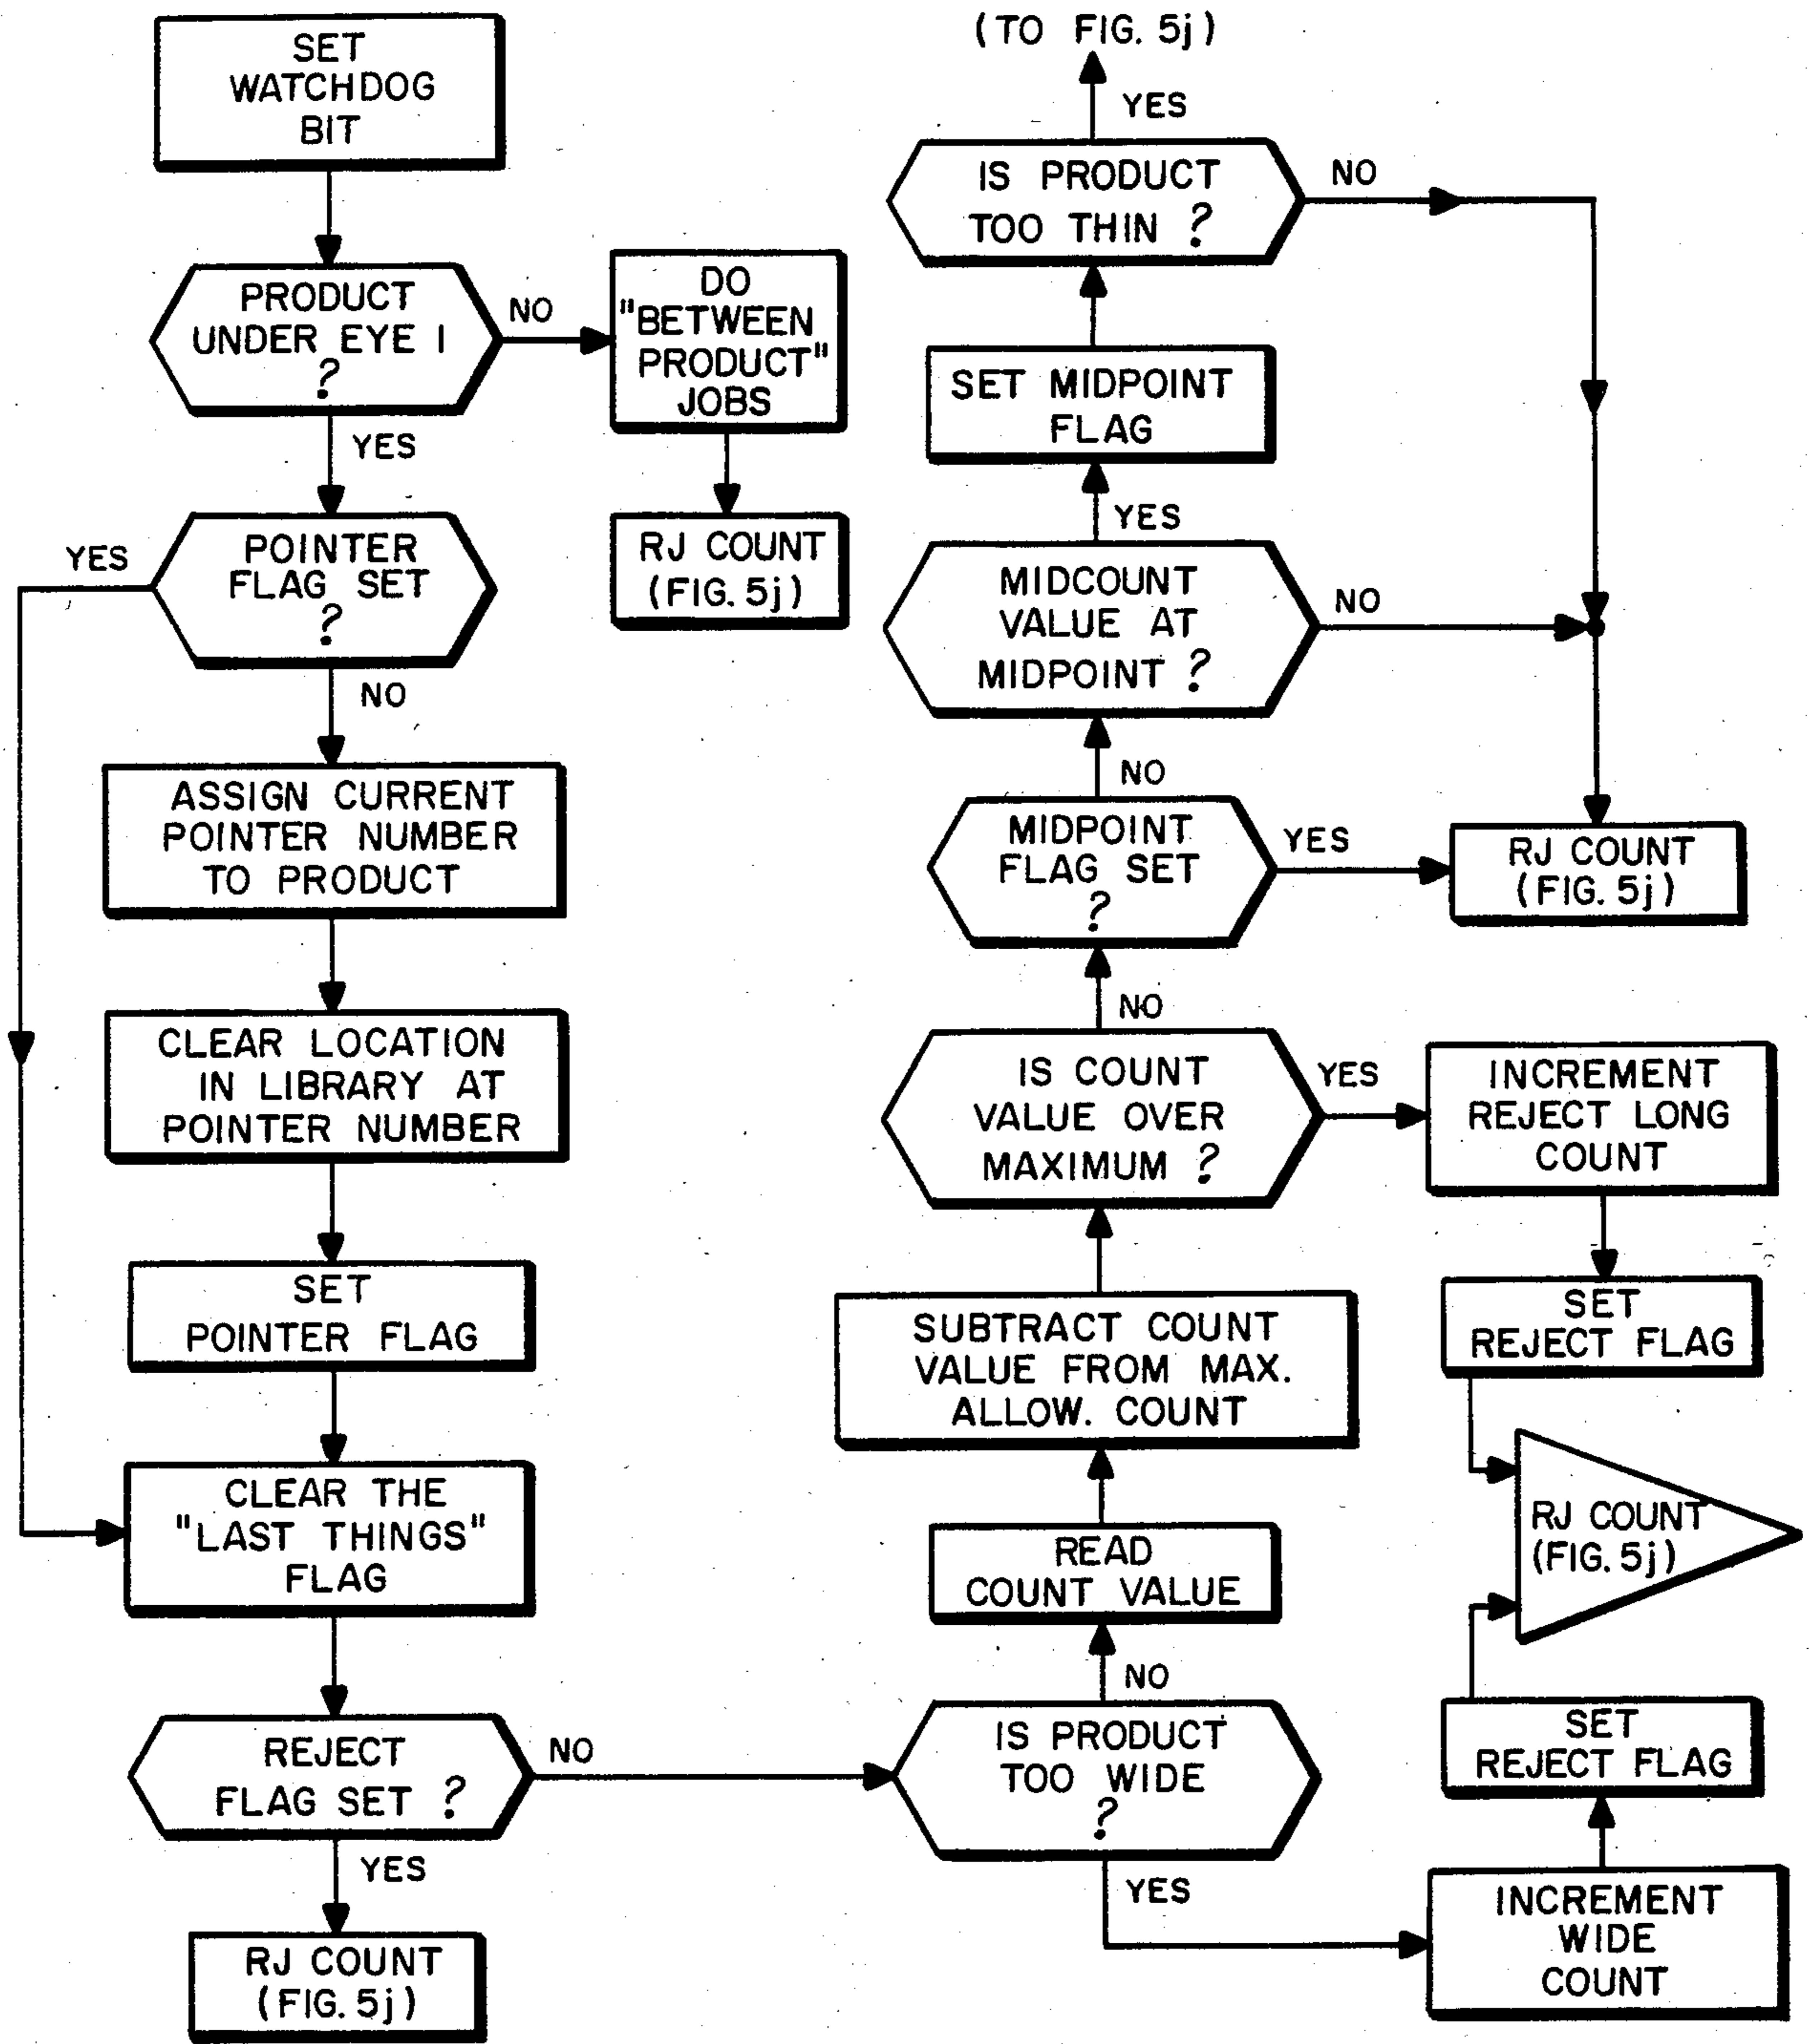 SET
WATCHDOG
BIT
PRODUCT
UNDER EYE 1
?
NO
DO
"BETWEEN
PRODUCT"
JOBS
YES
RJ COUNT
(FIG. 5j)
YES
POINTER
FLAG SET
?
NO
ASSIGN CURRENT
POINTER NUMBER
TO PRODUCT
CLEAR LOCATION
IN LIBRARY AT
POINTER NUMBER
SET
POINTER FLAG
CLEAR THE
"LAST THINGS"
FLAG
REJECT
FLAG SET ?
NO
YES
RJ COUNT
(FIG. 5j)
(TO FIG. 5j)
YES
IS PRODUCT
TOO THIN ?
NO
SET MIDPOINT
FLAG
YES
MIDCOUNT
VALUE AT
MIDPOINT ?
NO
NO
MIDPOINT
FLAG SET
?
YES
RJ COUNT
(FIG. 5j)
NO
IS COUNT
VALUE OVER
MAXIMUM ?
YES
INCREMENT
REJECT LONG
COUNT
SET
REJECT FLAG
SUBTRACT COUNT
VALUE FROM MAX.
ALLOW. COUNT
RJ COUNT
(FIG. 5j)
READ
COUNT VALUE
NO
IS PRODUCT
TOO WIDE
?
YES
SET
REJECT FLAG
INCREMENT
WIDE
COUNT